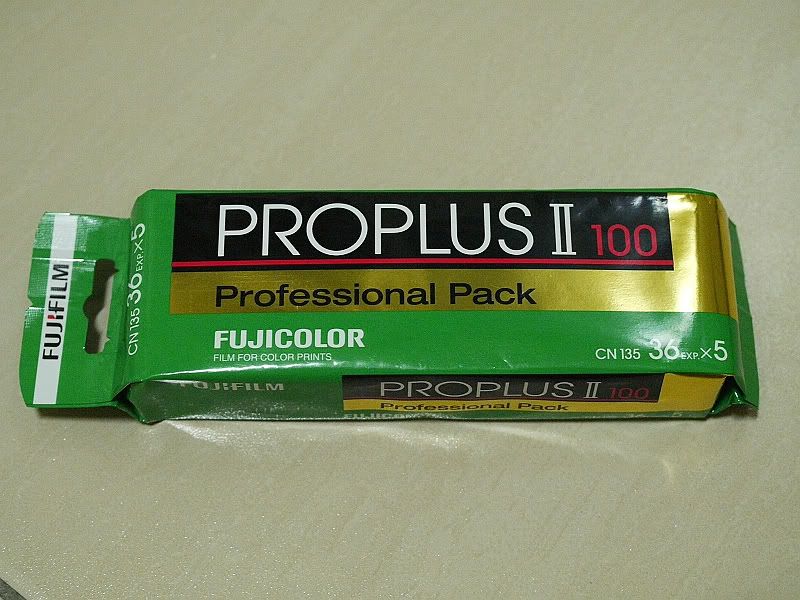 FUJIFILM
CN 135 36 EXP. × 5
PROPLUS II 100
Professional Pack
FUJICOLOR
FILM FOR COLOR PRINTS
CN 135 36 EXP. × 5
FUJIFILM
PROPLUS II 100
Professional Pack
FUJICOLOR